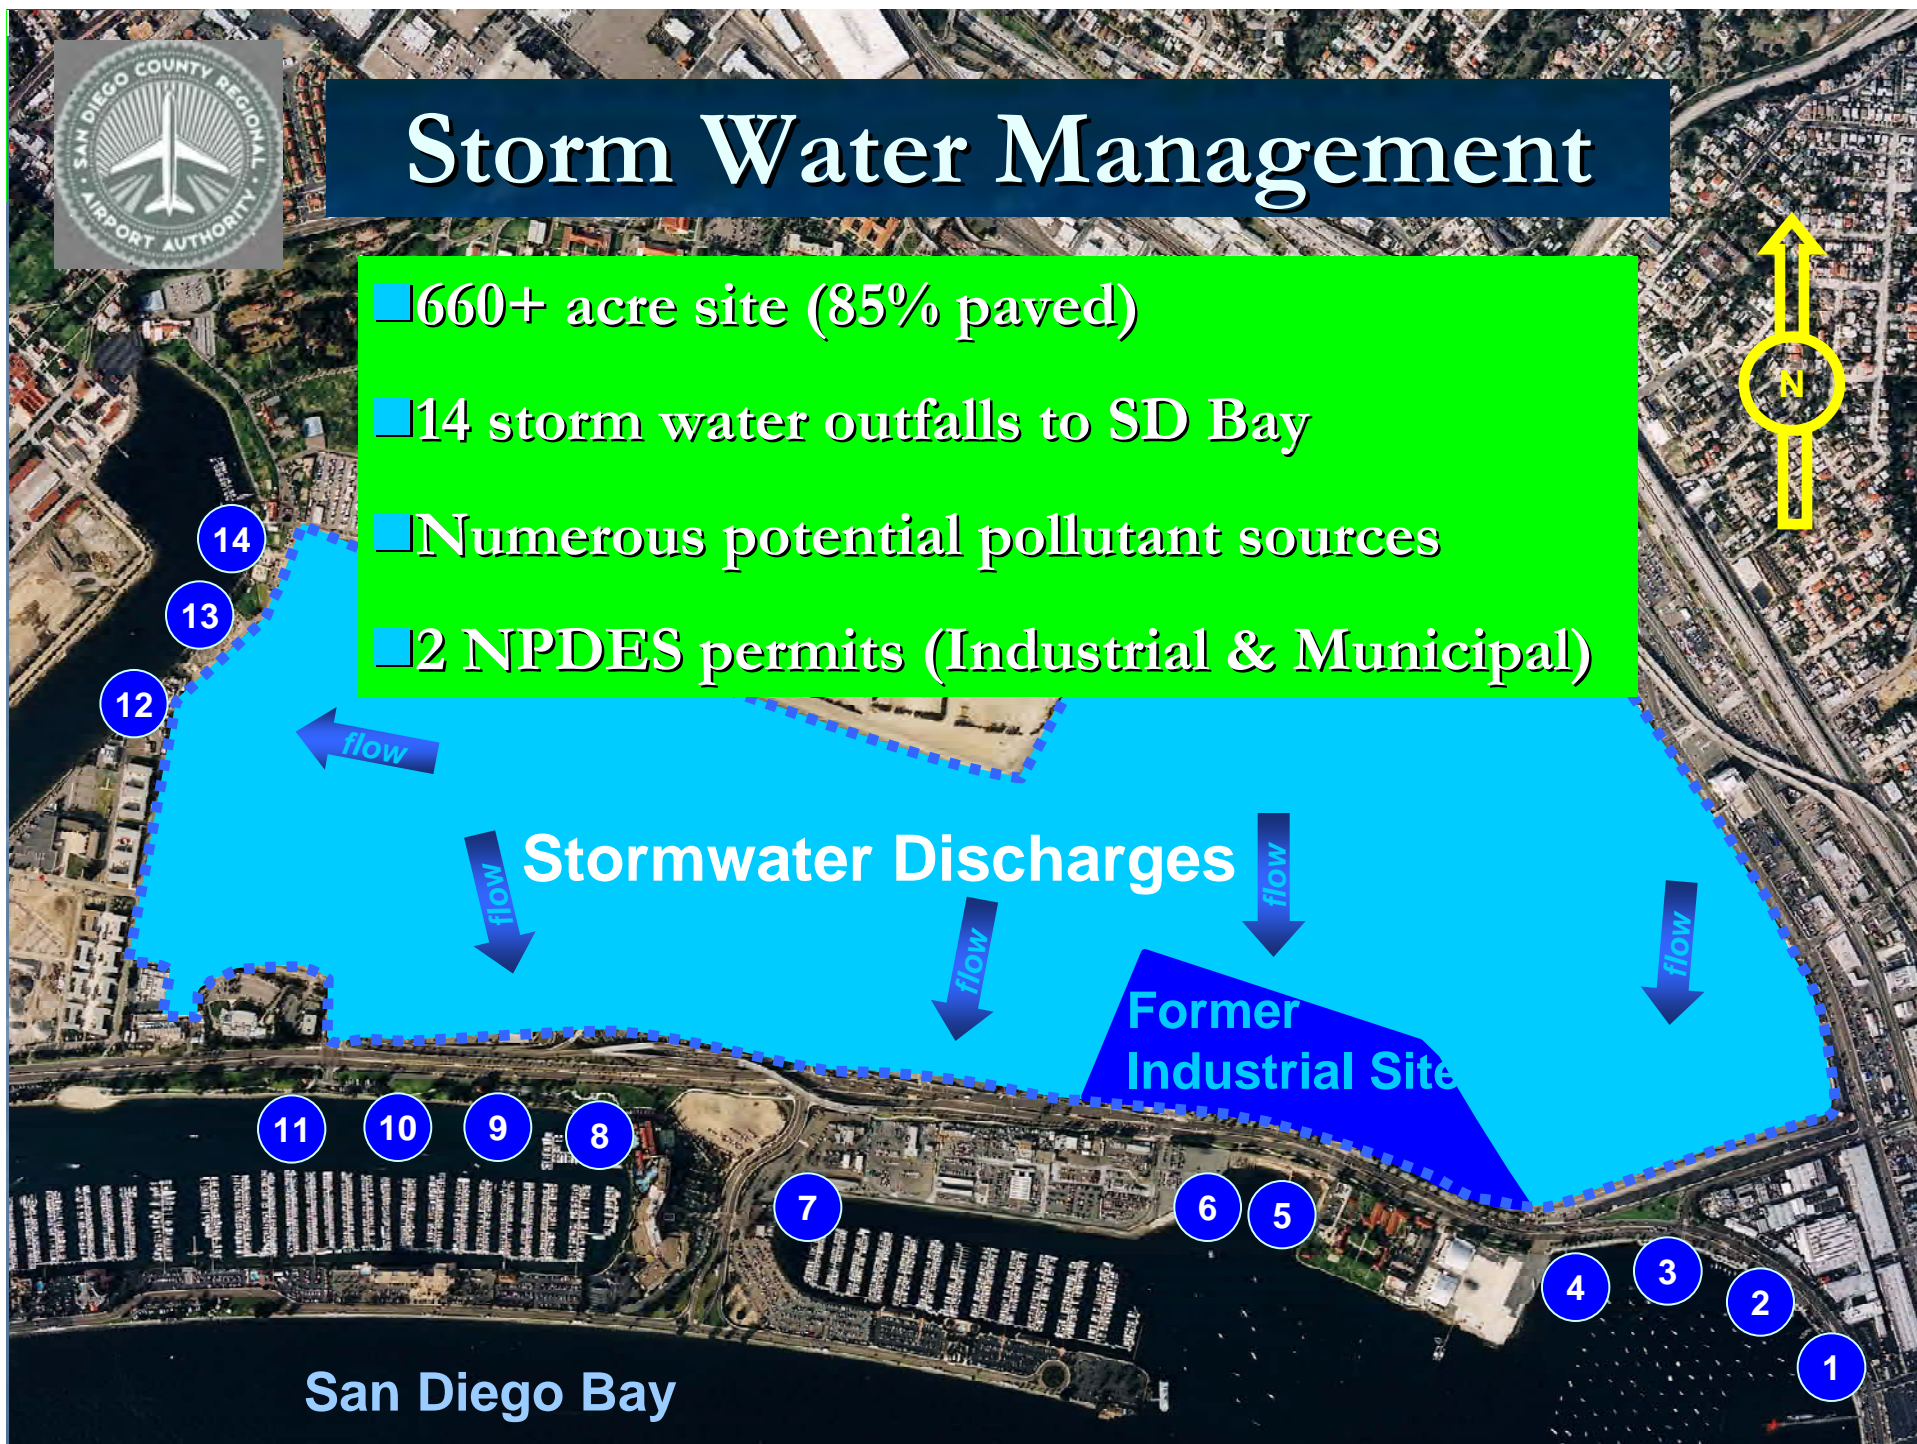 SAN DIEGO COUNTY REGIONAL
AIRPORT AUTHORITY
Storm Water Management
660+ acre site (85% paved)
14 storm water outfalls to SD Bay
Numerous potential pollutant sources
2 NPDES permits (Industrial & Municipal)
N
14
13
12
flow
flow
Stormwater Discharges
flow
flow
flow
Former
Industrial Site
11
10
9
8
7
6
5
4
3
2
1
San Diego Bay